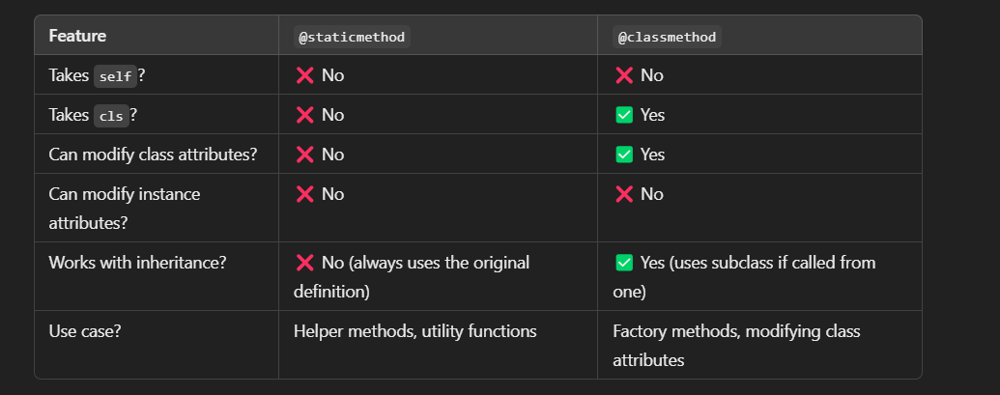 Feature @staticmethod @classmethod
Takes self? ❌ No ❌ No
Takes cls? ❌ No ✅ Yes
Can modify class attributes? ❌ No ✅ Yes
Can modify instance ❌ No ❌ No
attributes?
Works with inheritance? ❌ No (always uses the original ✅ Yes (uses subclass if called from
definition) one)
Use case? Helper methods, utility functions Factory methods, modifying class
attributes